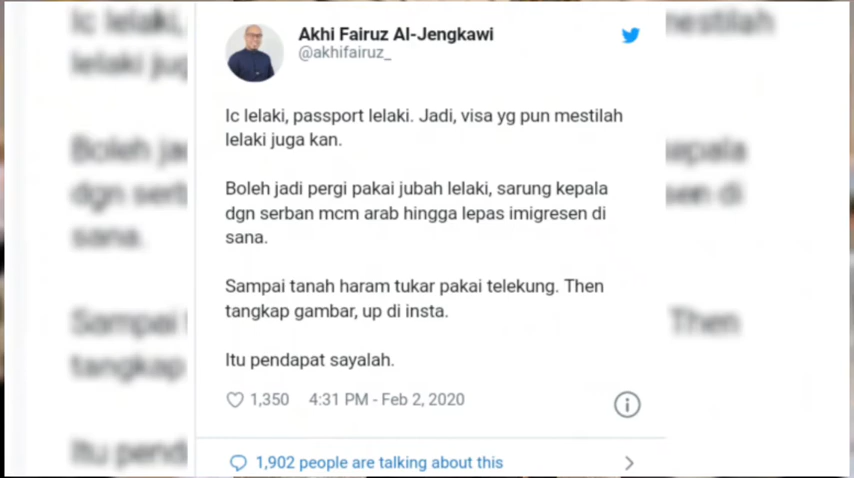 Akhi Fairuz Al-Jengkawi
@akhifairuz_
Ic lelaki, passport lelaki. Jadi, visa yg pun mestilah
lelaki juga kan.
Boleh jadi pergi pakai jubah lelaki, sarung kepala
dgn serban mcm arab hingga lepas imigresen di
sana.
Sampai tanah haram tukar pakai telekung. Then
tangkap gambar, up di insta.
Itu pendapat sayalah.
1,350 4:31 PM - Feb 2, 2020
1,902 people are talking about this